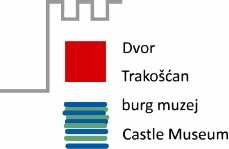 Dvor
Trakošćan
burg muzej
Castle Museum